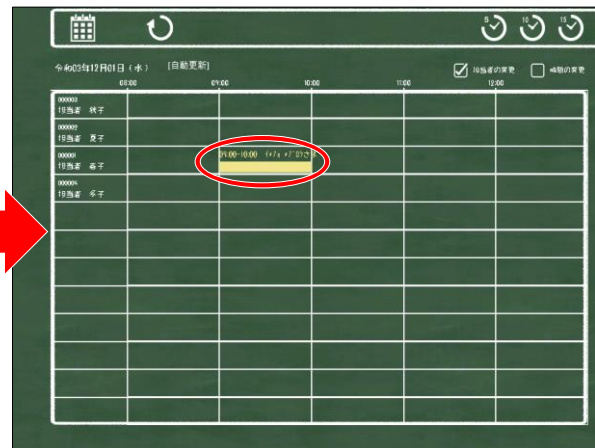 5 10 15
令和03年12月01日 (水) [自動更新] 担当者の変更 時間の変更
08:00 09:00 10:00 11:00 12:00
000003
担当者 秋子
000002
担当者 夏子
000001 09:00-10:00
担当者 春子
000004
担当者 冬子